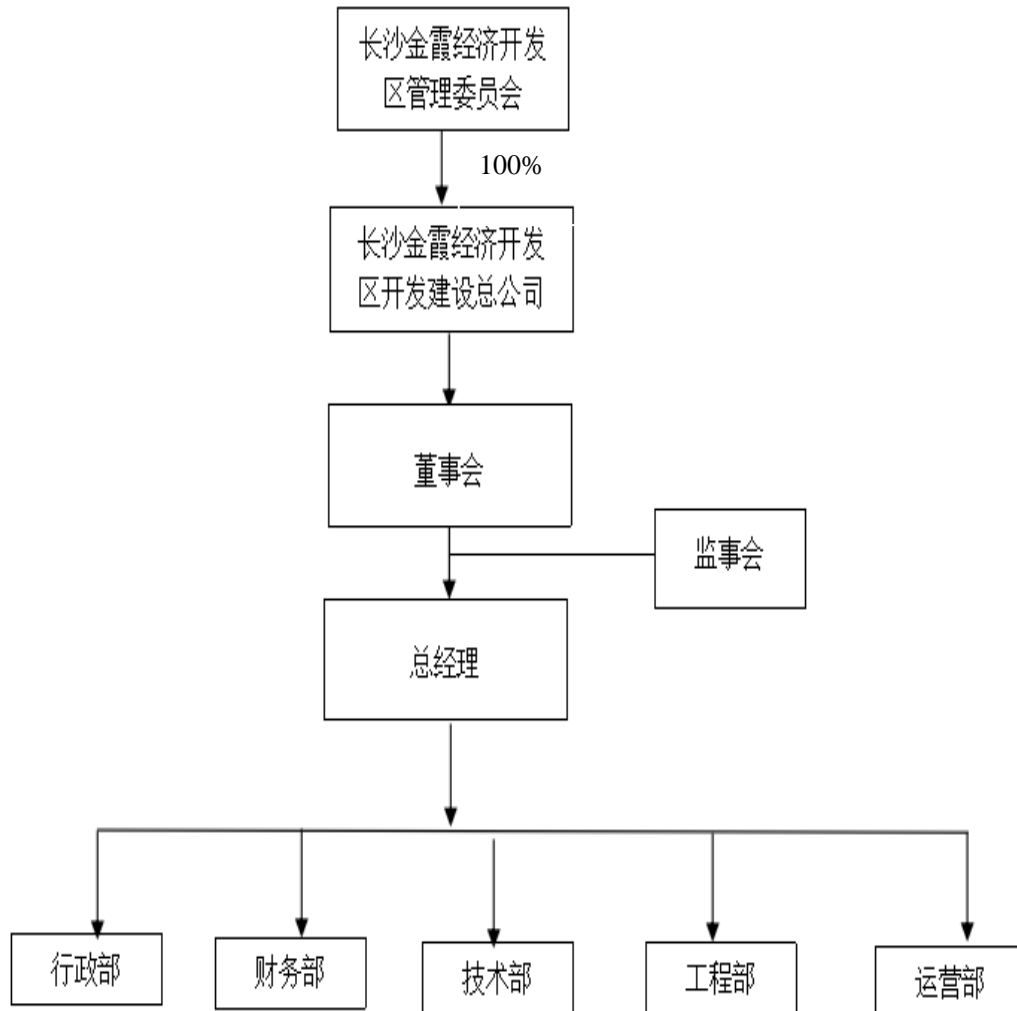 长沙金霞经济开发
区管理委员会
100%
长沙金霞经济开发
区开发建设总公司
董事会
监事会
总经理
行政部
财务部
技术部
工程部
运营部